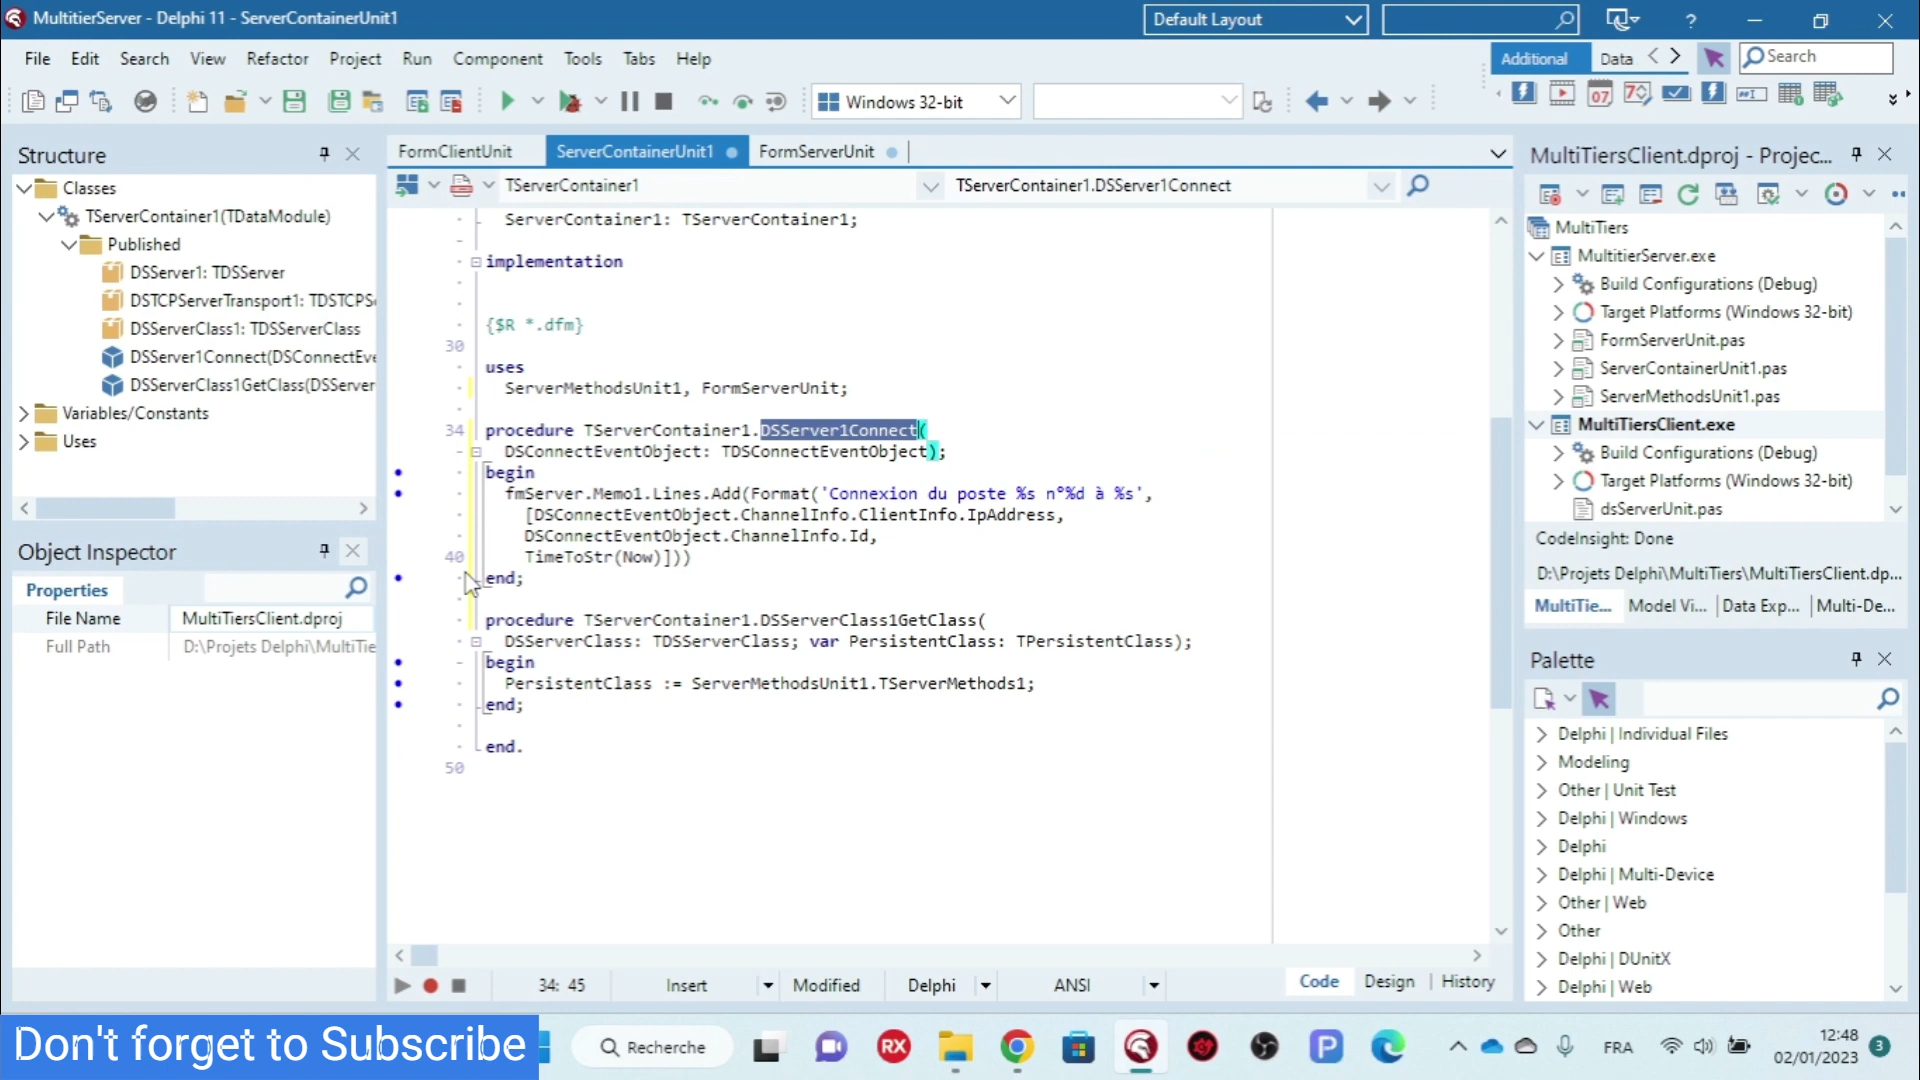 MultitierServer - Delphi 11 - ServerContainerUnit1
Default Layout
?
File Edit Search View Refactor Project Run Component Tools Tabs Help
Additional Data Search
Windows 32-bit
Structure
Classes
TServerContainer1(TDataModule)
Published
DSServer1: TDSServer
DSTCPServerTransport1: TDSTCPS
DSServerClass1: TDSServerClass
DSServer1Connect(DSConnectEve
DSServerClass1GetClass(DSServer
Variables/Constants
Uses
Object Inspector
Properties
File Name MultiTiersClient.dproj
Full Path D:\Projets Delphi\MultiTie
FormClientUnit ServerContainerUnit1 FormServerUnit
TServerContainer1 TServerContainer1.DSServer1Connect
ServerContainer1: TServerContainer1;
implementation
{$R *.dfm}
30
uses
ServerMethodsUnit1, FormServerUnit;
34 procedure TServerContainer1.DSServer1Connect(
DSConnectEventObject: TDSConnectEventObject);
begin
fmServer.Memo1.Lines.Add(Format('Connexion du poste %s n°%d à %s',
[DSConnectEventObject.ChannelInfo.ClientInfo.IpAddress,
DSConnectEventObject.ChannelInfo.Id,
40 TimeToStr(Now)]))
end;
procedure TServerContainer1.DSServerClass1GetClass(
DSServerClass: TDSServerClass; var PersistentClass: TPersistentClass);
begin
PersistentClass := ServerMethodsUnit1.TServerMethods1;
end;
end.
50
34: 45 Insert Modified Delphi ANSI Code Design History
MultiTiersClient.dproj - Projec...
MultiTiers
MultitierServer.exe
Build Configurations (Debug)
Target Platforms (Windows 32-bit)
FormServerUnit.pas
ServerContainerUnit1.pas
ServerMethodsUnit1.pas
MultiTiersClient.exe
Build Configurations (Debug)
Target Platforms (Windows 32-bit)
dsServerUnit.pas
CodeInsight: Done
D:\Projets Delphi\MultiTiers\MultiTiersClient.dp...
MultiTie... Model Vi... Data Exp... Multi-De...
Palette
Delphi | Individual Files
Modeling
Other | Unit Test
Delphi | Windows
Delphi
Delphi | Multi-Device
Other | Web
Other
Delphi | DUnitX
Delphi | Web
Don't forget to Subscribe
Recherche
RX
P
FRA
12:48
02/01/2023
3